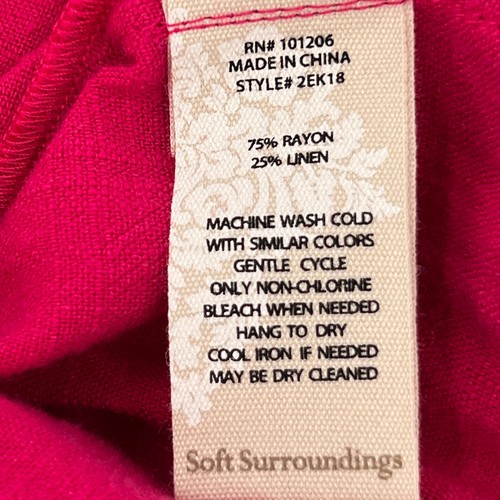 RN# 101206
MADE IN CHINA
STYLE# 2EK18
75% RAYON
25% LINEN
MACHINE WASH COLD
WITH SIMILAR COLORS
GENTLE CYCLE
ONLY NON-CHLORINE
BLEACH WHEN NEEDED
HANG TO DRY
COOL IRON IF NEEDED
MAY BE DRY CLEANED
Soft Surroundings